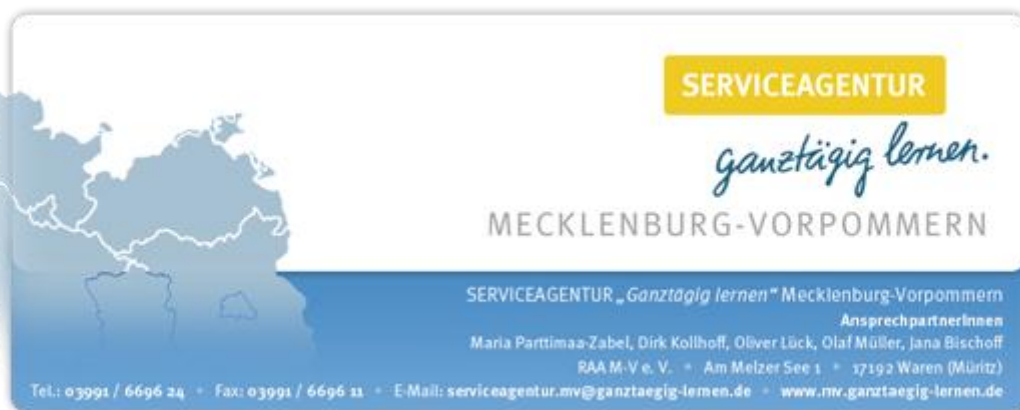 SERVICEAGENTUR
ganztägig lernen.
MECKLENBURG-VORPOMMERN
SERVICEAGENTUR „Ganztägig lernen“ Mecklenburg-Vorpommern
AnsprechpartnerInnen
Maria Parttimaa-Zabel, Dirk Kollhoff, Oliver Lück, Olaf Müller, Jana Bischoff
RAA M-V e. V. • Am Melzer See 1 • 17192 Waren (Müritz)
Tel.: 03991 / 6696 24 • Fax: 03991 / 6696 11 • E-Mail: serviceagentur.mv@ganztaegig-lernen.de • www.mv.ganztaegig-lernen.de